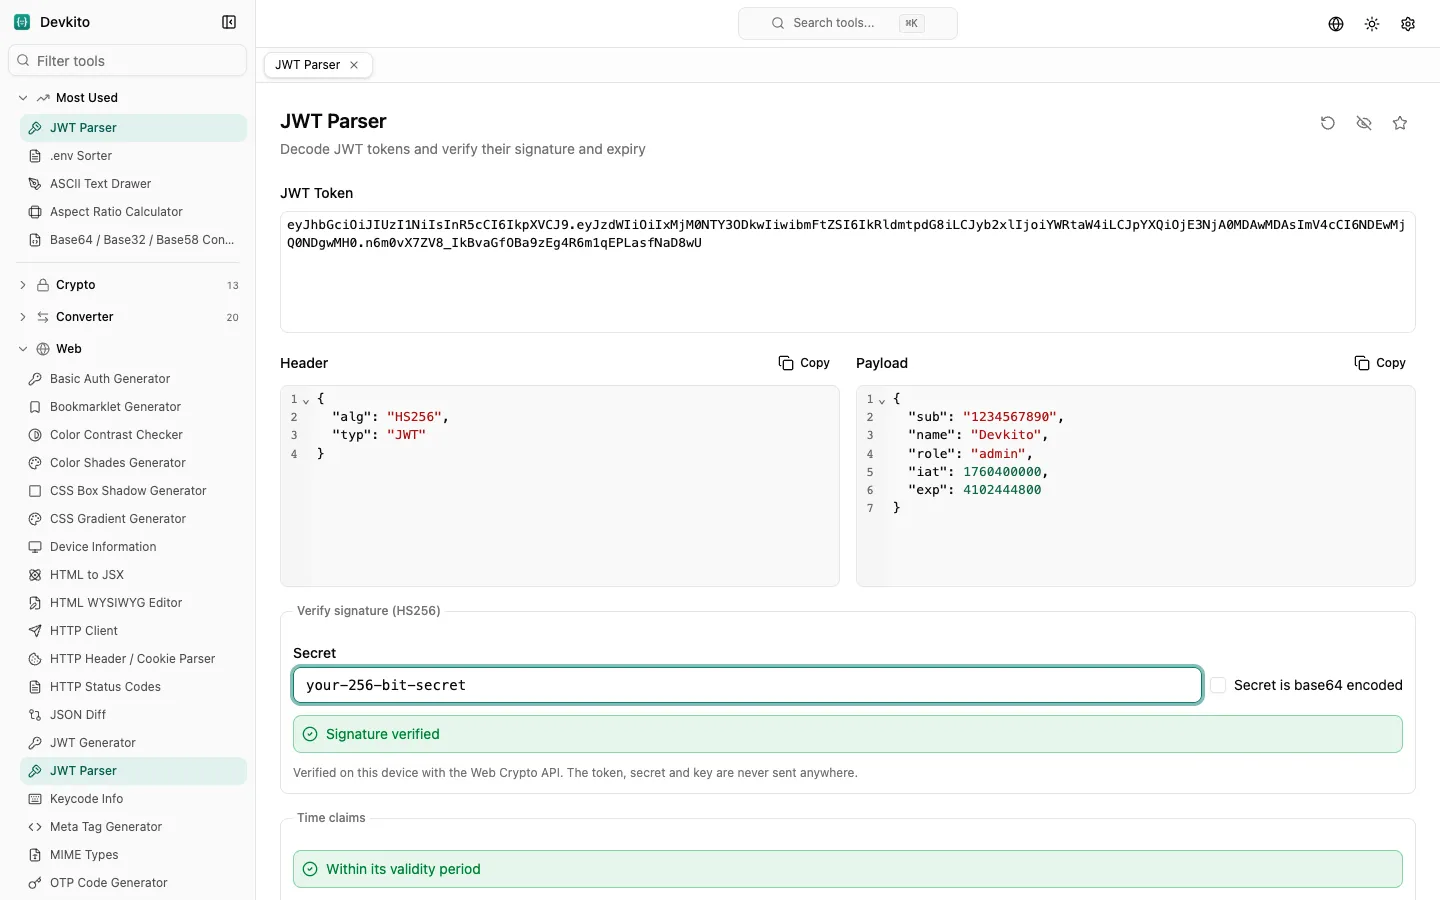 Devkito
Search tools...
⌘K
Filter tools
Most Used
JWT Parser
.env Sorter
ASCII Text Drawer
Aspect Ratio Calculator
Base64 / Base32 / Base58 Con...
Crypto
13
Converter
20
Web
Basic Auth Generator
Bookmarklet Generator
Color Contrast Checker
Color Shades Generator
CSS Box Shadow Generator
CSS Gradient Generator
Device Information
HTML to JSX
HTML WYSIWYG Editor
HTTP Client
HTTP Header / Cookie Parser
HTTP Status Codes
JSON Diff
JWT Generator
JWT Parser
Keycode Info
Meta Tag Generator
MIME Types
OTP Code Generator
JWT Parser
JWT Parser
Decode JWT tokens and verify their signature and expiry
JWT Token
eyJhbGciOiJIUzI1NiIsInR5cCI6IkpXVCJ9.eyJzdWIiOiIxMjM0NTY3ODkwIiwibmFtZSI6IkRldmtpdG8iLCJyb2xlIjoiYWRtaW4iLCJpYXQiOjE3NjA0MDAwMDAsImV4cCI6NDEwMj
Q0NDgwMH0.n6m0vX7ZV8_IkBvaGfOBa9zEg4R6m1qEPLasfNaD8wU
Header
Copy
1 {
2 "alg": "HS256",
3 "typ": "JWT"
4 }
Payload
Copy
1 {
2 "sub": "1234567890",
3 "name": "Devkito",
4 "role": "admin",
5 "iat": 1760400000,
6 "exp": 4102444800
7 }
Verify signature (HS256)
Secret
your-256-bit-secret
Secret is base64 encoded
Signature verified
Verified on this device with the Web Crypto API. The token, secret and key are never sent anywhere.
Time claims
Within its validity period